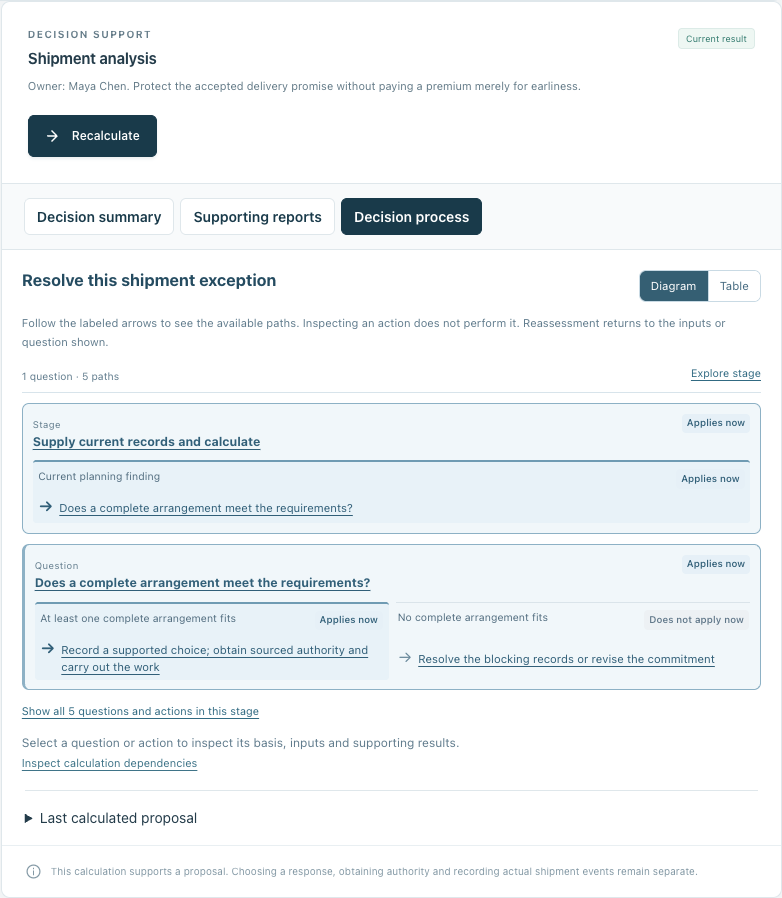 DECISION SUPPORT
Current result
Shipment analysis
Owner: Maya Chen. Protect the accepted delivery promise without paying a premium merely for earliness.
Recalculate
Decision summary
Supporting reports
Decision process
Resolve this shipment exception
Diagram
Table
Follow the labeled arrows to see the available paths. Inspecting an action does not perform it. Reassessment returns to the inputs or
question shown.
1 question · 5 paths
Explore stage
Stage
Applies now
Supply current records and calculate
Current planning finding
Applies now
Does a complete arrangement meet the requirements?
Question
Applies now
Does a complete arrangement meet the requirements?
At least one complete arrangement fits
Applies now
Record a supported choice; obtain sourced authority and
carry out the work
No complete arrangement fits
Does not apply now
Resolve the blocking records or revise the commitment
Show all 5 questions and actions in this stage
Select a question or action to inspect its basis, inputs and supporting results.
Inspect calculation dependencies
Last calculated proposal
This calculation supports a proposal. Choosing a response, obtaining authority and recording actual shipment events remain separate.